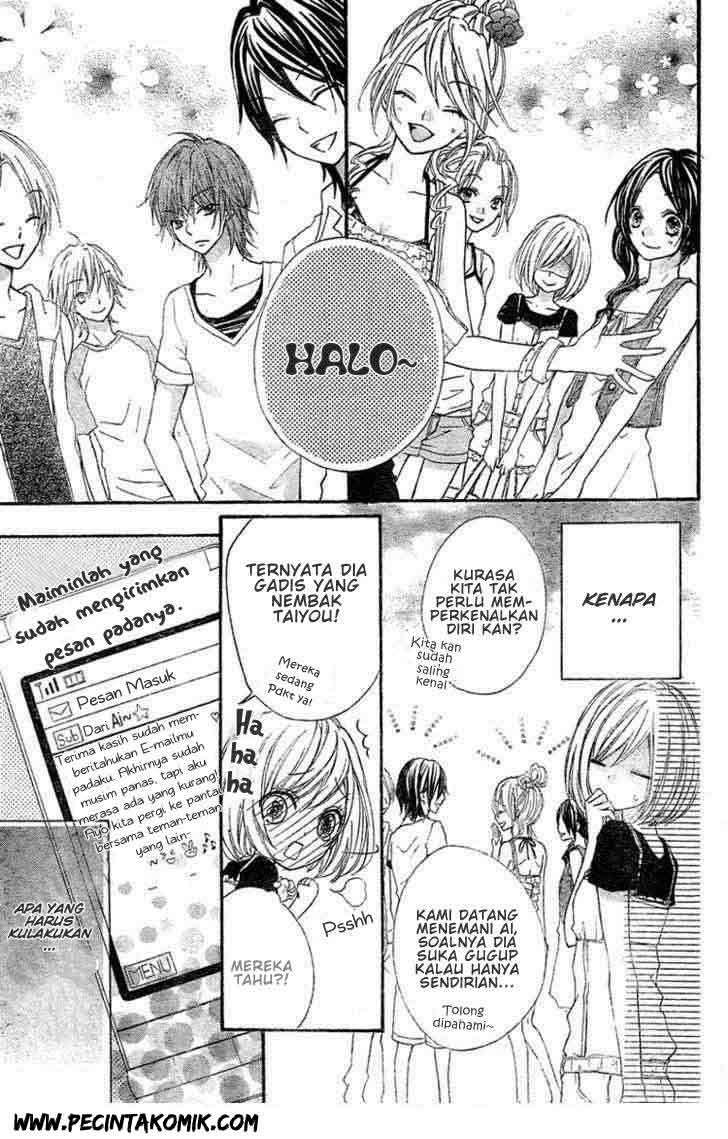 HALO~
KENAPA
...
KURASA
KITA TAK
PERLU MEM-
PERKENALKAN
DIRI KAN?
Kita kan
sudah
saling
kenal~
KAMI DATANG
MENEMANI AI,
SOALNYA DIA
SUKA GUGUP
KALAU HANYA
SENDIRIAN...
Tolong
dipahami~
TERNYATA DIA
GADIS YANG
NEMBAK
TAIYOU!
Mereka
sedang
pdkt ya!
Ha
ha
ha
Psshh
MEREKA
TAHU?!
Maiminlah yang
sudah mengirimkan
pesan padanya.
Pesan Masuk
Sub Dari Ai~☆
Terima kasih sudah mem-
beritahukan E-mailmu
padaku. Akhirnya sudah
musim panas, tapi aku
merasa ada yang kurang!
Ayo kita pergi ke pantai
bersama teman-teman
yang lain~
MENU
APA YANG
HARUS
KULAKUKAN
...
WWW.PECINTAKOMIK.COM